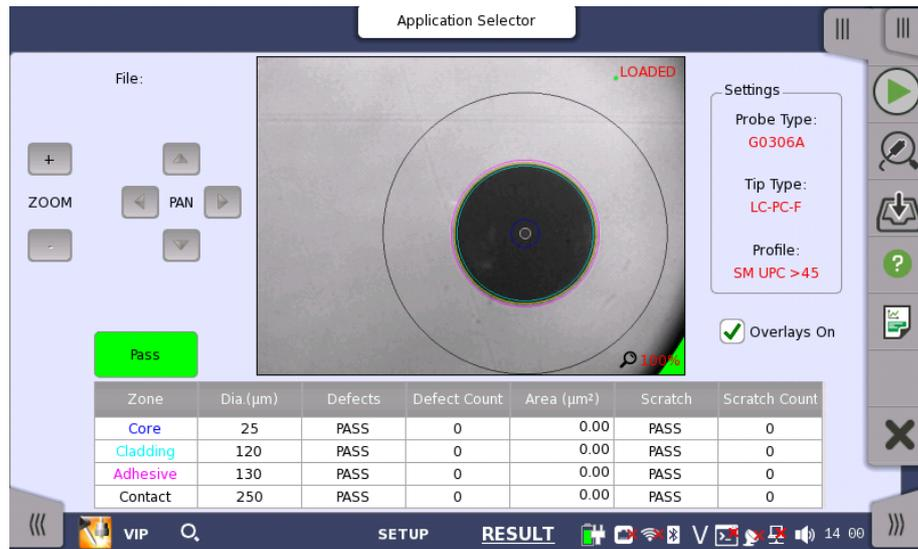 Application Selector
File:
LOADED
Settings
Probe Type:
G0306A
+
ZOOM
PAN
-
Tip Type:
LC-PC-F
Profile:
SM UPC >45
Overlays On
Pass
100%
Zone Dia.(µm) Defects Defect Count Area (µm²) Scratch Scratch Count
Core 25 PASS 0 0.00 PASS 0
Cladding 120 PASS 0 0.00 PASS 0
Adhesive 130 PASS 0 0.00 PASS 0
Contact 250 PASS 0 0.00 PASS 0
VIP SETUP RESULT V 14 00